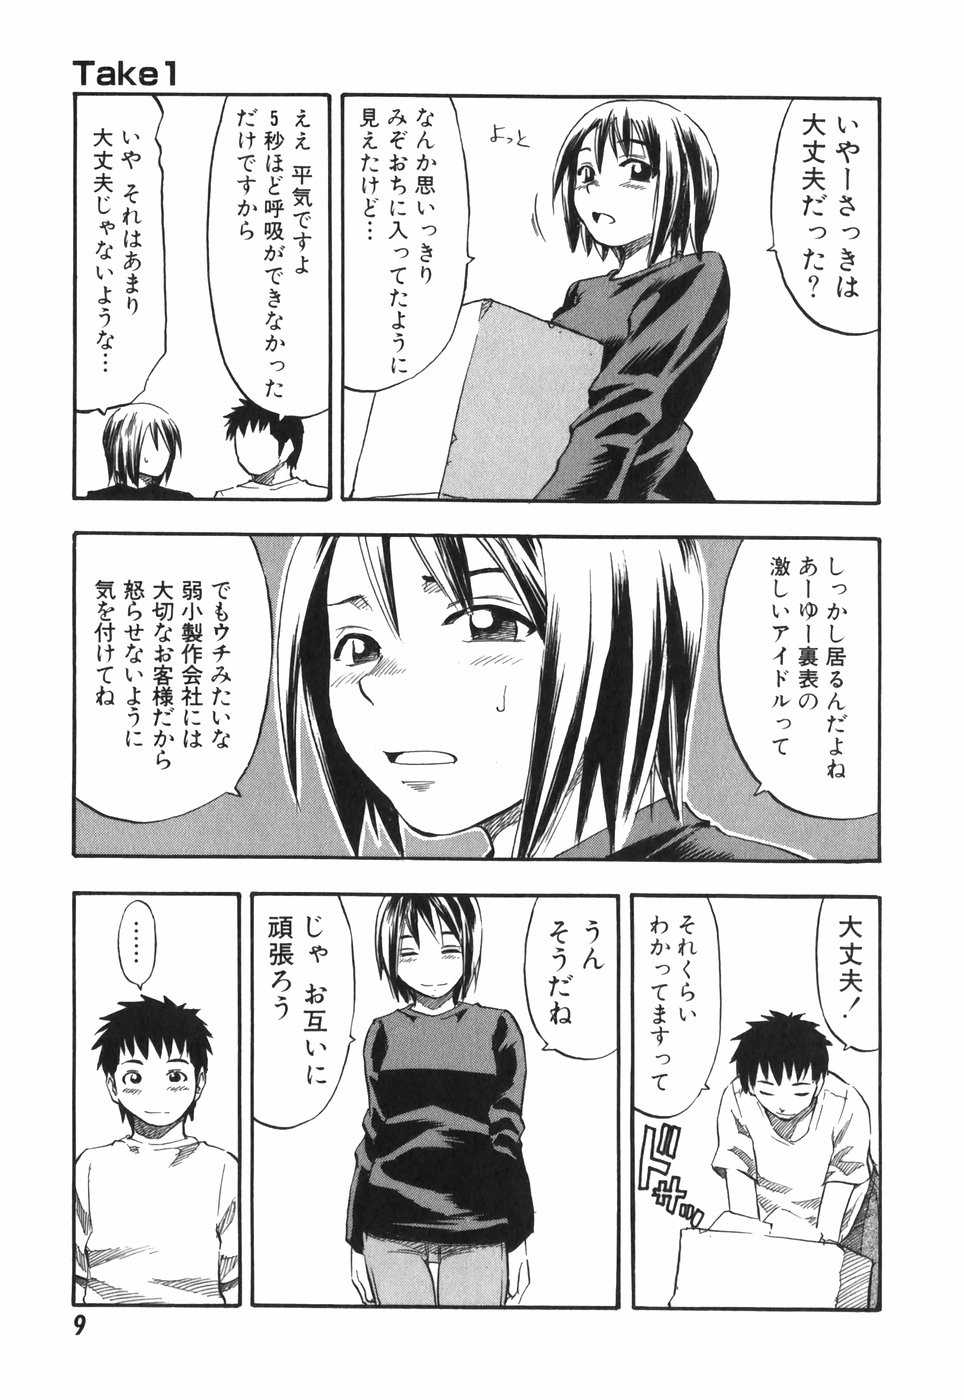 Take1
いやーさっきは
大丈夫だった?
よっと
なんか思いっきり
みぞおちに入ってたように
見えたけど…
ええ 平気ですよ
5秒ほど呼吸ができなかった
だけですから
いや それはあまり
大丈夫じゃないような…
しっかし居るんだよね
あーゆー裏表の
激しいアイドルって
でもウチみたいな
弱小製作会社には
大切なお客様だから
怒らせないように
気を付けてね
大丈夫!
それくらい
わかってますって
ドサッ
うん
そうだね
じゃ お互いに
頑張ろう
……
9